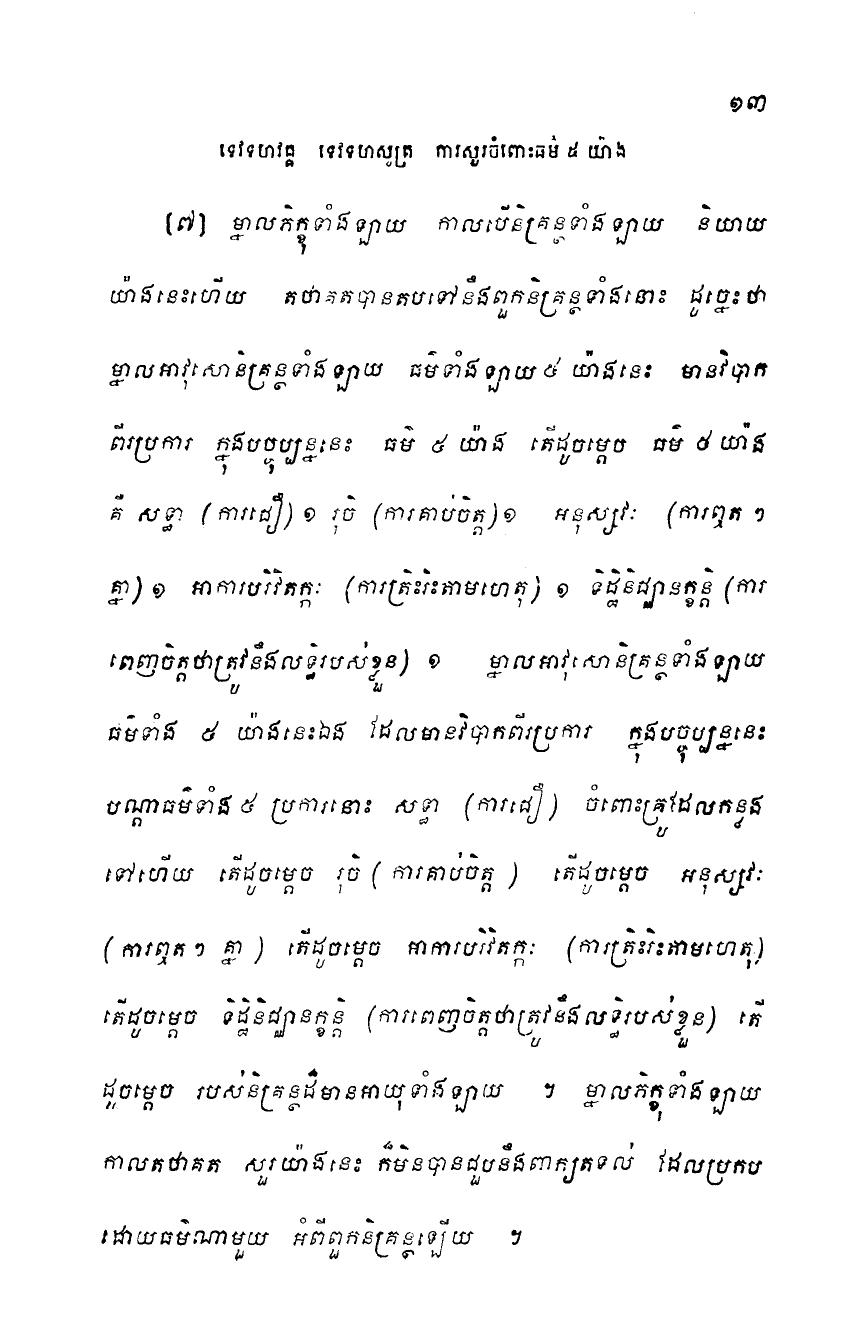 ១៣
ទេវទហវគ្គ ទេវទហសូត្រ ការសួរចំពោះធម៌ ៥ យ៉ាង
[៧] ម្នាលភិក្ខុទាំងឡាយ កាលបើនិគ្រន្ថទាំងឡាយ និយាយ
យ៉ាងនេះហើយ តថាគតបានតបទៅនឹងពួកនិគ្រន្ថទាំងនោះ ដូច្នេះថា
ម្នាលអាវុសោនិគ្រន្ថទាំងឡាយ ធម៌ទាំងឡាយ ៥ យ៉ាងនេះ មានវិបាក
ពីរប្រការ ក្នុងបច្ចុប្បន្ននេះ ធម៌ ៥ យ៉ាង តើដូចម្តេច ធម៌ ៥ យ៉ាង
គឺ សទ្ធា (ការជឿ) ១ រុចិ (ការគាប់ចិត្ត) ១ អនុស្សវៈ (ការឮតៗ
គ្នា) ១ អាការបរិវិតក្កៈ (ការត្រិះរិះតាមហេតុ) ១ ទិដ្ឋិនិជ្ឈានក្ខន្តិ (ការ
ពេញចិត្តថាត្រូវនឹងលទ្ធិរបស់ខ្លួន) ១ ម្នាលអាវុសោនិគ្រន្ថទាំងឡាយ
ធម៌ទាំង ៥ យ៉ាងនេះឯង ដែលមានវិបាកពីរប្រការ ក្នុងបច្ចុប្បន្ននេះ
បណ្តាធម៌ទាំង ៥ ប្រការនោះ សទ្ធា (ការជឿ) ចំពោះគ្រូដែលកន្លង
ទៅហើយ តើដូចម្តេច រុចិ (ការគាប់ចិត្ត) តើដូចម្តេច អនុស្សវៈ
(ការឮតៗ គ្នា) តើដូចម្តេច អាការបរិវិតក្កៈ (ការត្រិះរិះតាមហេតុ)
តើដូចម្តេច ទិដ្ឋិនិជ្ឈានក្ខន្តិ (ការពេញចិត្តថាត្រូវនឹងលទ្ធិរបស់ខ្លួន) តើ
ដូចម្តេច របស់និគ្រន្ថដ៏មានអាយុទាំងឡាយ ។ ម្នាលភិក្ខុទាំងឡាយ
កាលតថាគត សួរយ៉ាងនេះ ក៏មិនបានជួបនឹងពាក្យតទល់ ដែលប្រកប
ដោយធម៌ណាមួយ អំពីពួកនិគ្រន្ថឡើយ ។